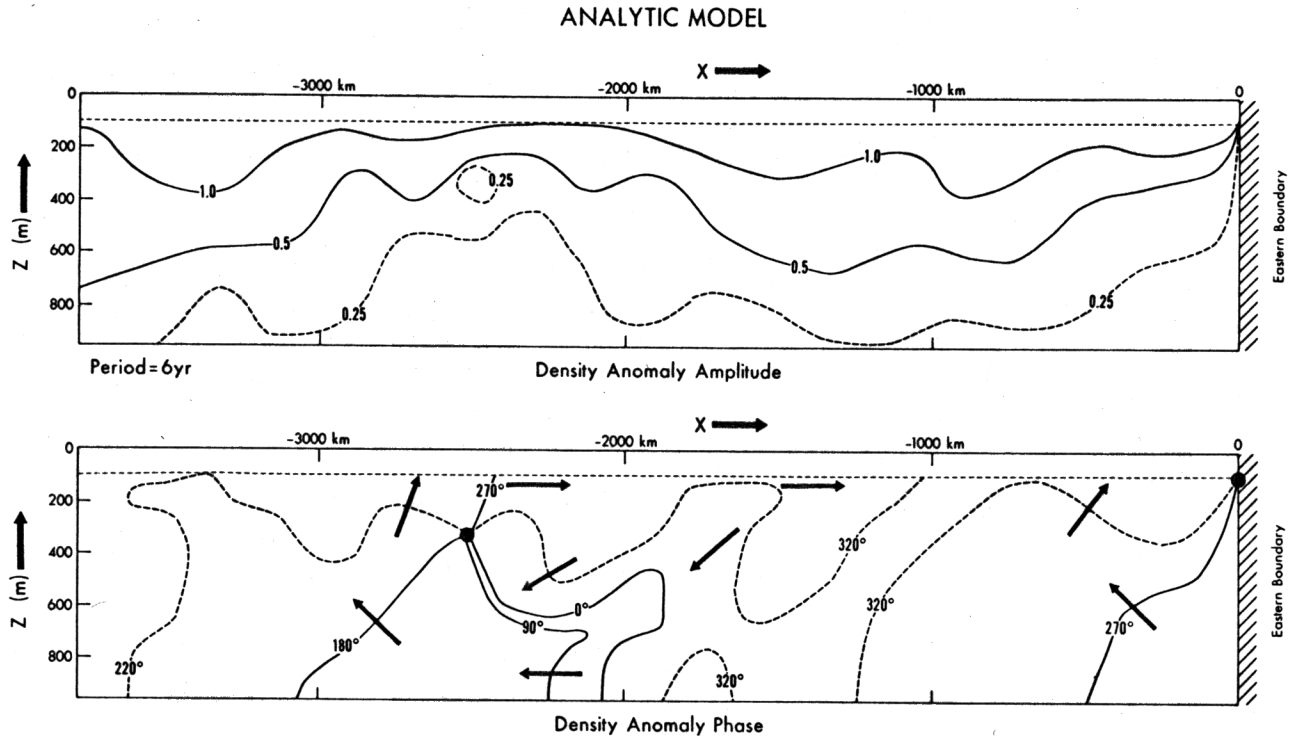 ANALYTIC MODEL
X
-3000 km -2000 km -1000 km 0
0
200
400
600
800
Z (m)
1.0
1.0
0.25
0.5
0.5
0.25
0.25
Eastern Boundary
Period=6yr
Density Anomaly Amplitude
X
-3000 km -2000 km -1000 km 0
0
200
400
600
800
Z (m)
270°
320°
320°
0°
90°
270°
180°
220°
320°
Eastern Boundary
Density Anomaly Phase